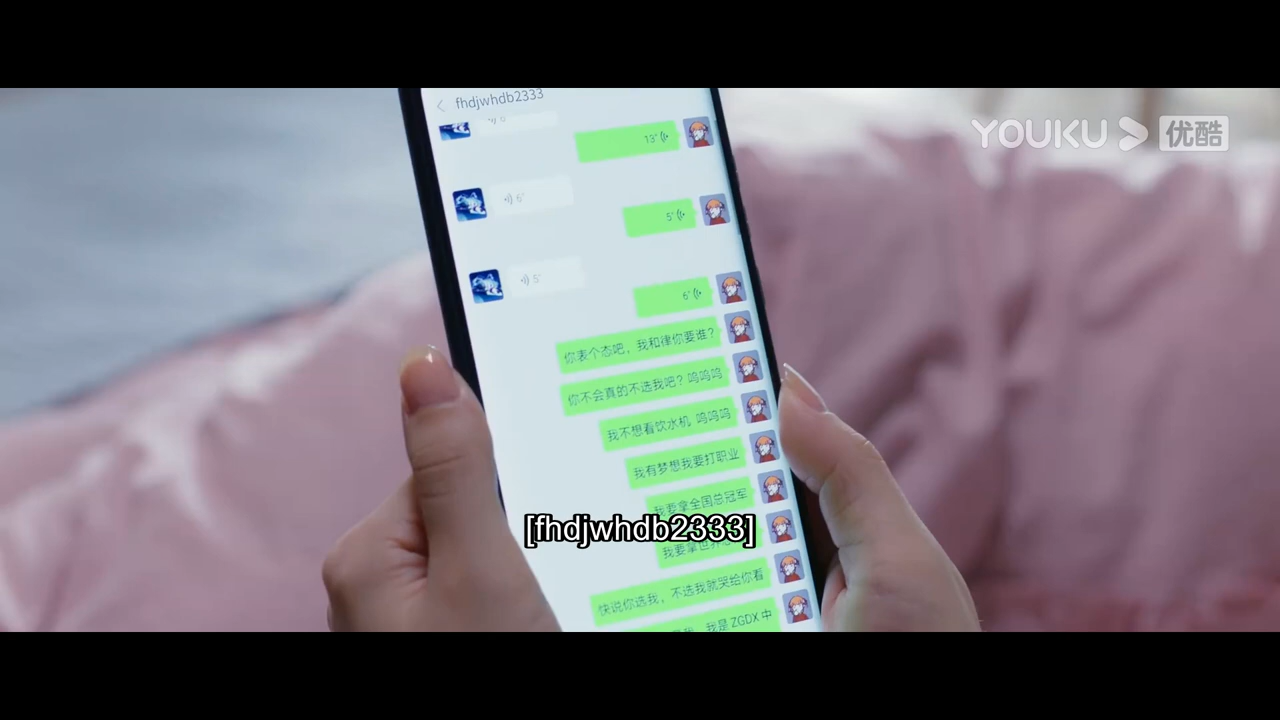 fhdjwhdb2333
YOUKU 优酷
6"
13"
6"
5"
5"
6"
你表个态吧，我和律你要谁？
你不会真的不选我吧？呜呜呜
我不想看饮水机 呜呜呜
我有梦想我要打职业
我要拿全国总冠军
[fhdjwhdb2333]
我要拿世界
快说你选我，不选我就哭给你看
我是 ZGDX 中